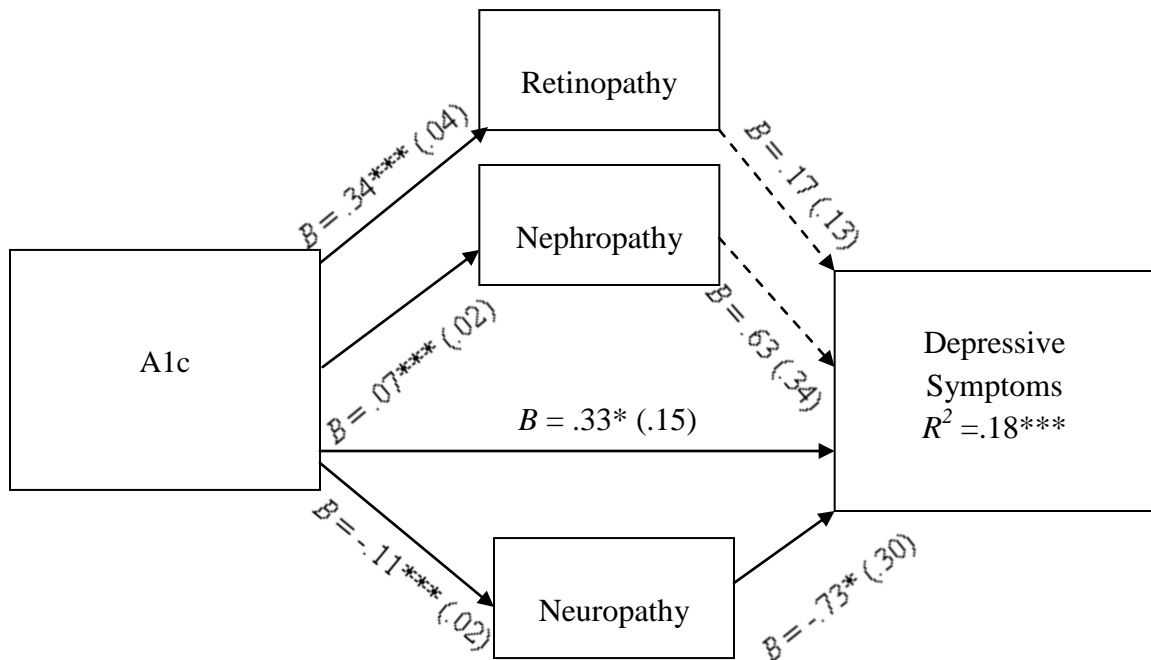 Retinopathy
B = .34*** (.04)
B = .17 (.13)
Nephropathy
B = .07*** (.02)
B = .63 (.34)
A1c
Depressive
Symptoms
R² =.18***
B = .33* (.15)
B = -.11*** (.02)
Neuropathy
B = -.73* (.30)